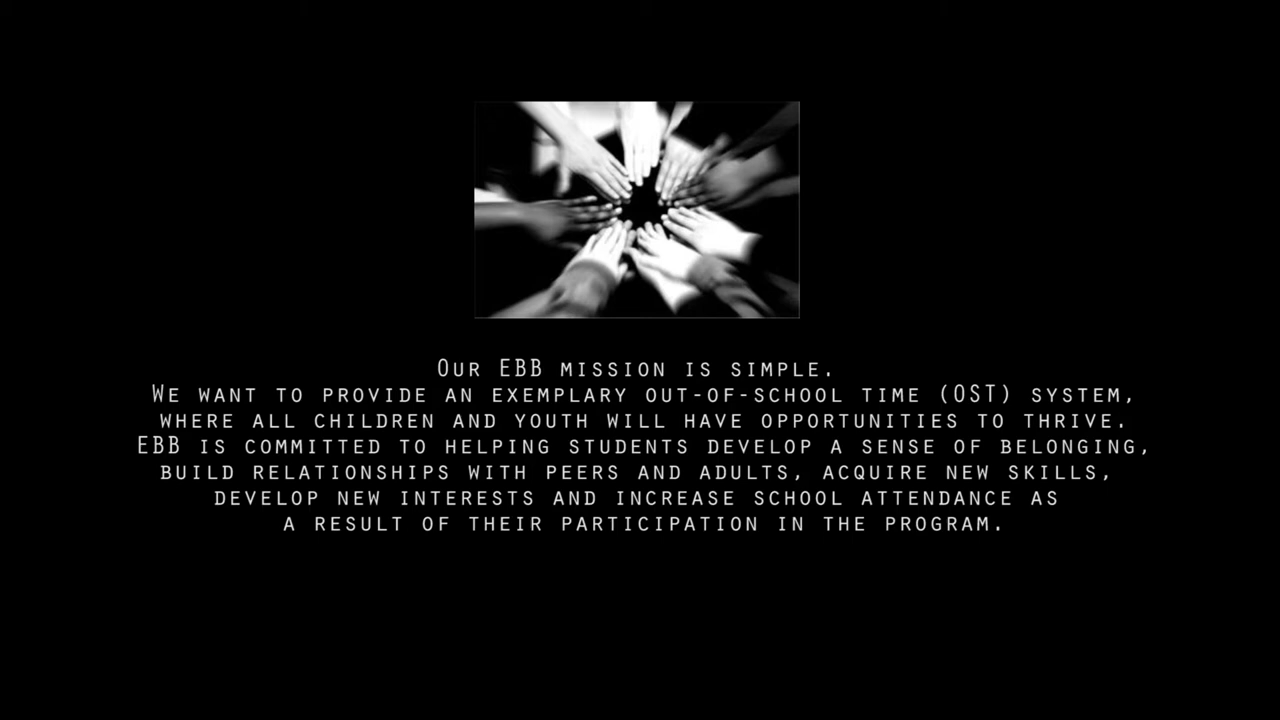 Our EBB mission is simple.
We want to provide an exemplary out-of-school time (OST) system,
where all children and youth will have opportunities to thrive.
EBB is committed to helping students develop a sense of belonging,
build relationships with peers and adults, acquire new skills,
develop new interests and increase school attendance as
a result of their participation in the program.